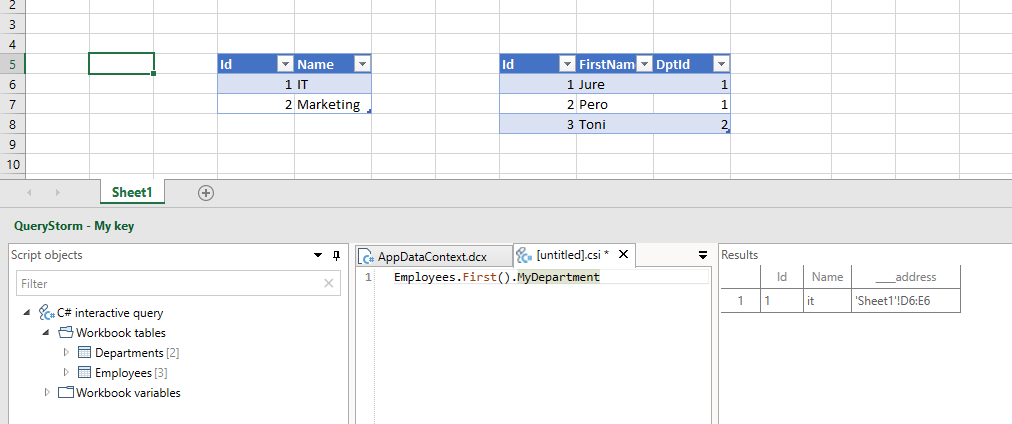 2
3
4
5 Id Name Id FirstNam DptId
6 1 IT 1 Jure 1
7 2 Marketing 2 Pero 1
8 3 Toni 2
9
10
Sheet1
QueryStorm - My key
Script objects
Filter
C# interactive query
Workbook tables
Departments [2]
Employees [3]
Workbook variables
AppDataContext.dcx [untitled].csi *
1 Employees.First().MyDepartment
Results
Id Name ____address
1 1 it 'Sheet1'!D6:E6